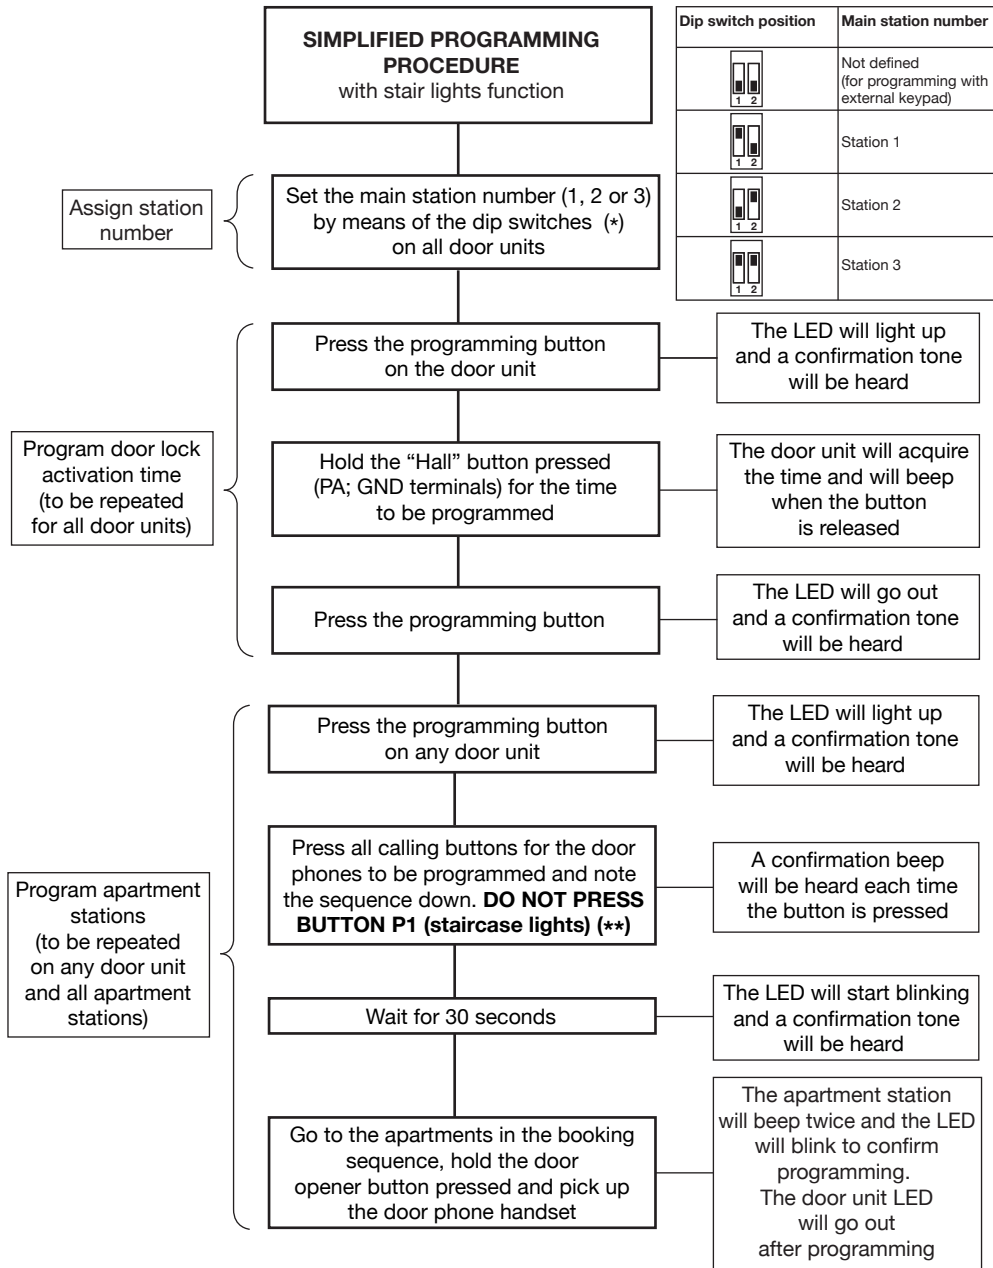 SIMPLIFIED PROGRAMMING
PROCEDURE
with stair lights function
Dip switch position
Main station number
1 2
Not defined
(for programming with
external keypad)
1 2
Station 1
1 2
Station 2
1 2
Station 3
Assign station
number
Set the main station number (1, 2 or 3)
by means of the dip switches (*)
on all door units
Program door lock
activation time
(to be repeated
for all door units)
Press the programming button
on the door unit
The LED will light up
and a confirmation tone
will be heard
Hold the “Hall” button pressed
(PA; GND terminals) for the time
to be programmed
The door unit will acquire
the time and will beep
when the button
is released
Press the programming button
The LED will go out
and a confirmation tone
will be heard
Program apartment
stations
(to be repeated
on any door unit
and all apartment
stations)
Press the programming button
on any door unit
The LED will light up
and a confirmation tone
will be heard
Press all calling buttons for the door
phones to be programmed and note
the sequence down. DO NOT PRESS
BUTTON P1 (staircase lights) (**)
A confirmation beep
will be heard each time
the button is pressed
Wait for 30 seconds
The LED will start blinking
and a confirmation tone
will be heard
Go to the apartments in the booking
sequence, hold the door
opener button pressed and pick up
the door phone handset
The apartment station
will beep twice and the LED
will blink to confirm
programming.
The door unit LED
will go out
after programming